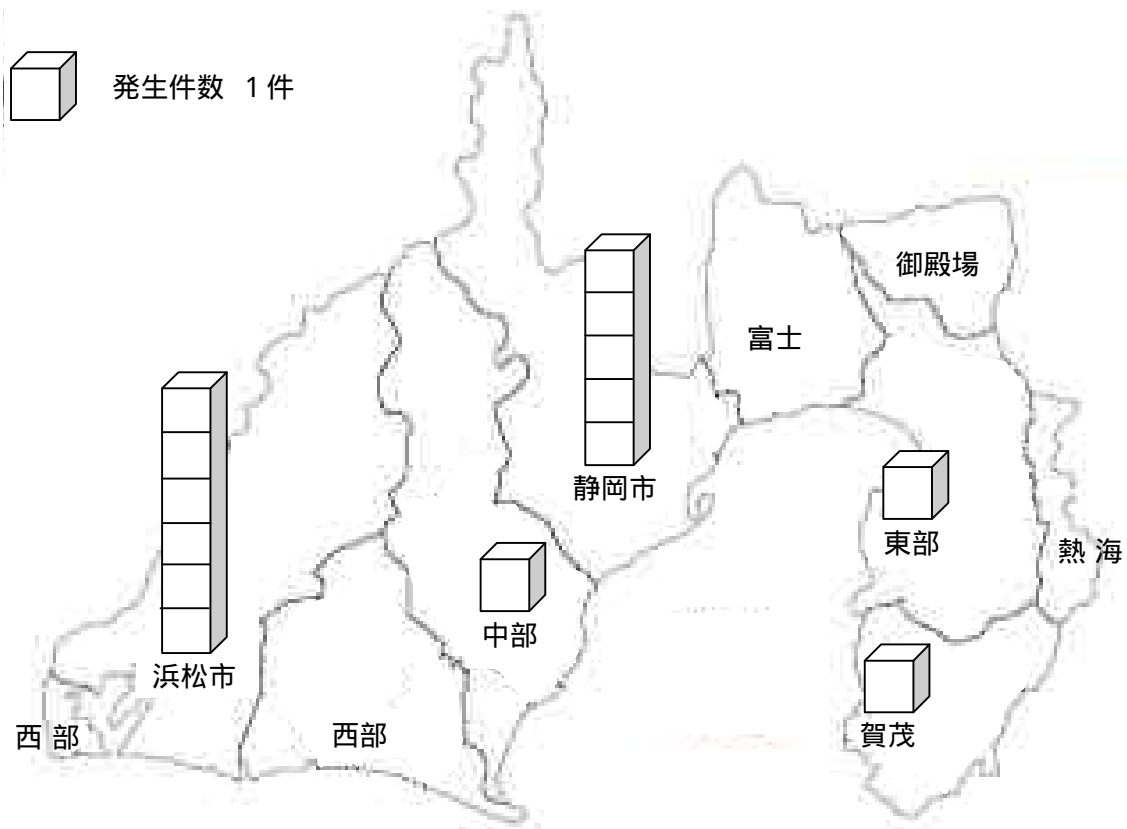 発生件数 1件
御殿場
富士
静岡市
東部
熱海
中部
浜松市
西部
西部
賀茂